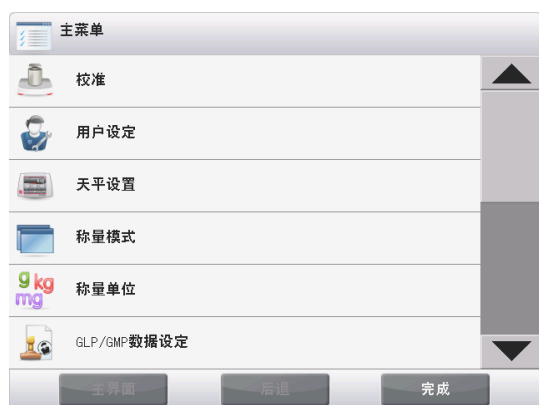 主菜单
校准
用户设定
天平设置
称量模式
g kg
mg
称量单位
GLP/GMP数据设定
主界面
后退
完成